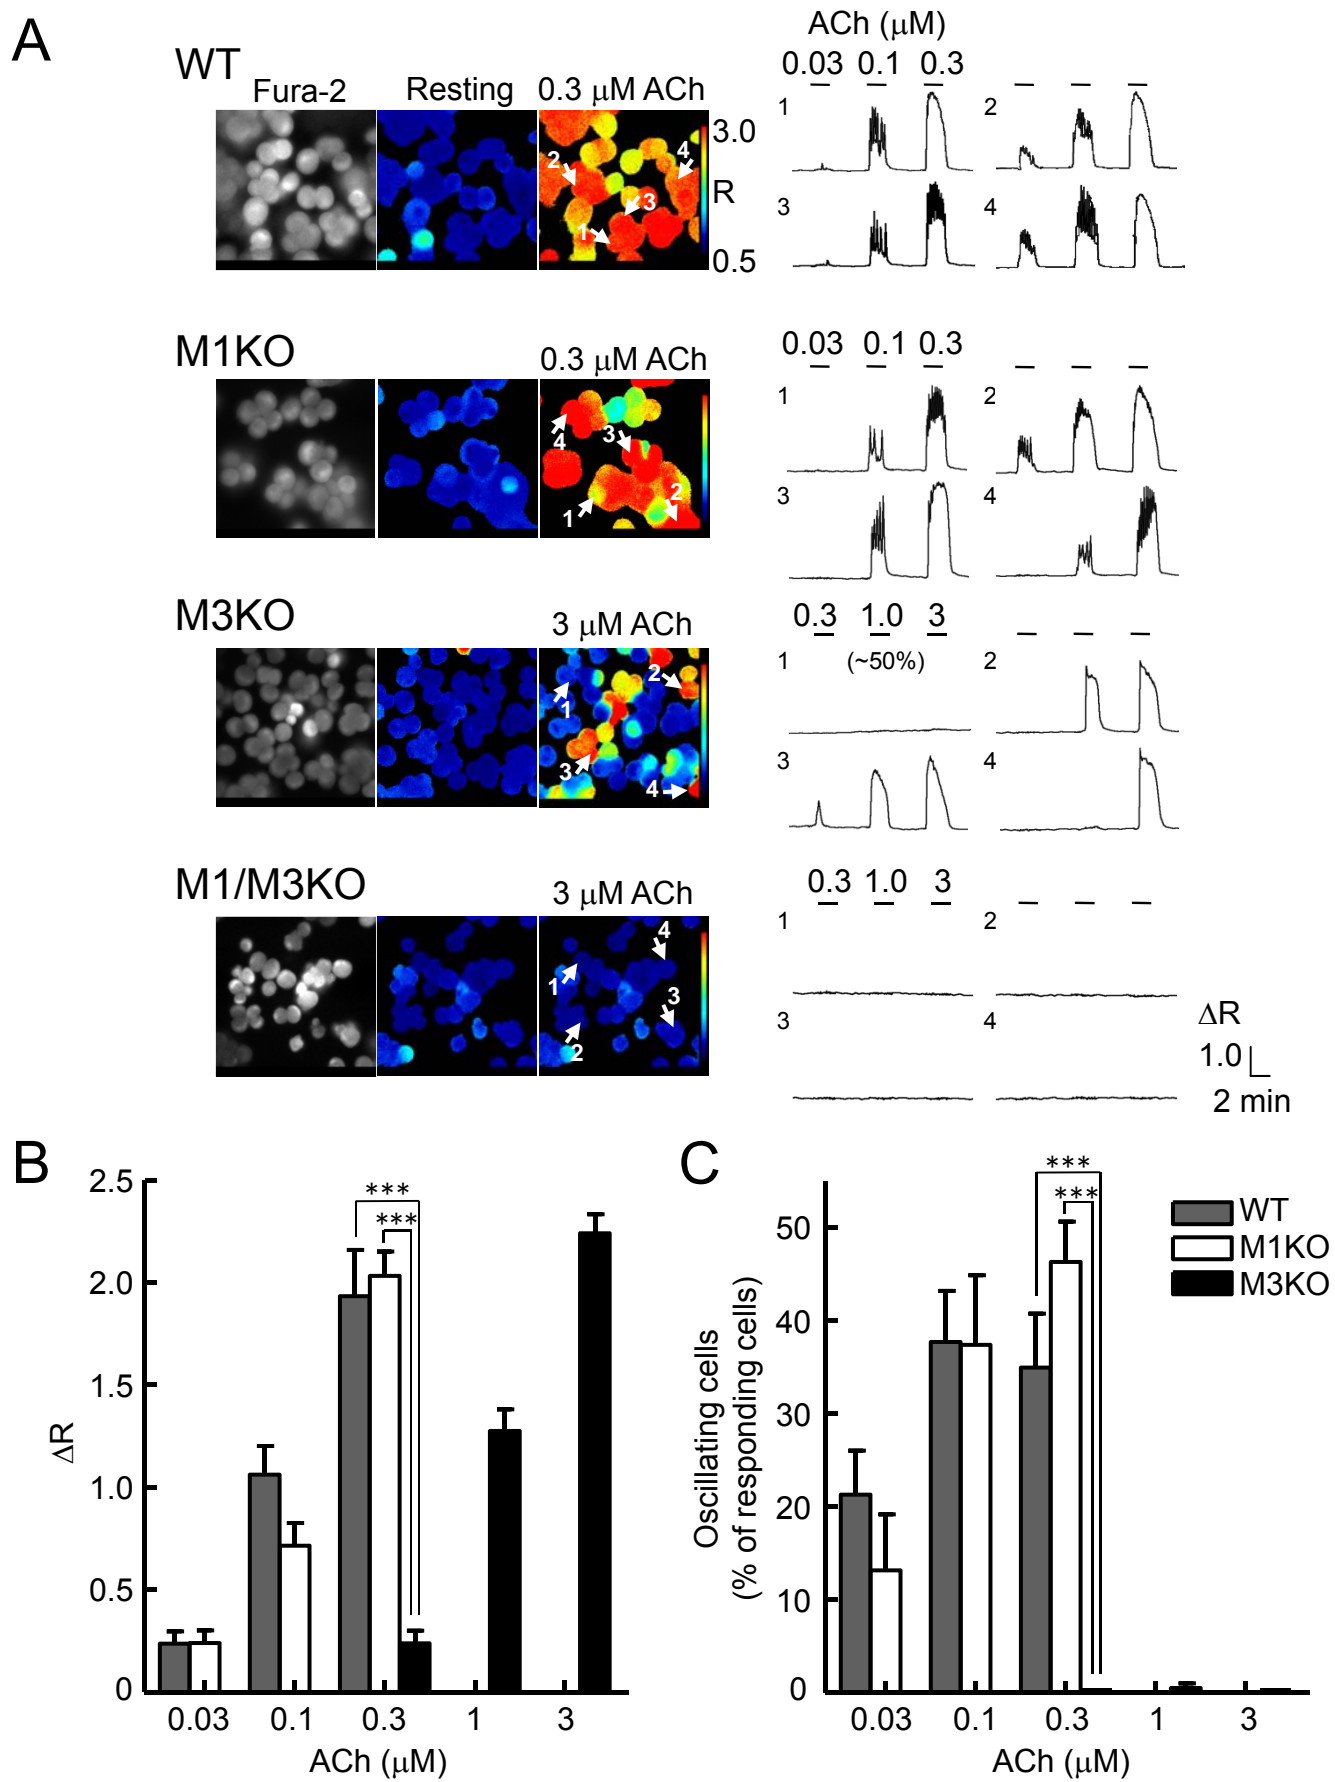 A
WT
Fura-2
Resting
0.3 μM ACh
3.0
R
0.5
2
4
3
1
ACh (μM)
0.03 0.1 0.3
1
2
3
4
M1KO
0.3 μM ACh
4
3
2
1
0.03 0.1 0.3
1
2
3
4
M3KO
3 μM ACh
2
1
3
4
0.3 1.0 3
(~50%)
1
2
3
4
M1/M3KO
3 μM ACh
4
1
3
2
0.3 1.0 3
1
2
3
4
ΔR
1.0
2 min
B
2.5
2.0
1.5
1.0
0.5
0
ΔR
***
***
0.03 0.1 0.3 1 3
ACh (μM)
C
50
40
30
20
10
0
Oscillating cells
(% of responding cells)
***
***
WT
M1KO
M3KO
0.03 0.1 0.3 1 3
ACh (μM)